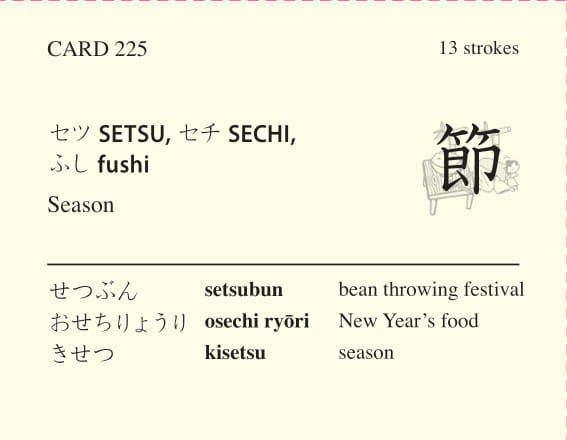 CARD 225 13 strokes
セツ SETSU, セチ SECHI,
ふし fushi
節
Season
せつぶん setsubun bean throwing festival
おせちりょうり osechi ryōri New Year’s food
きせつ kisetsu season